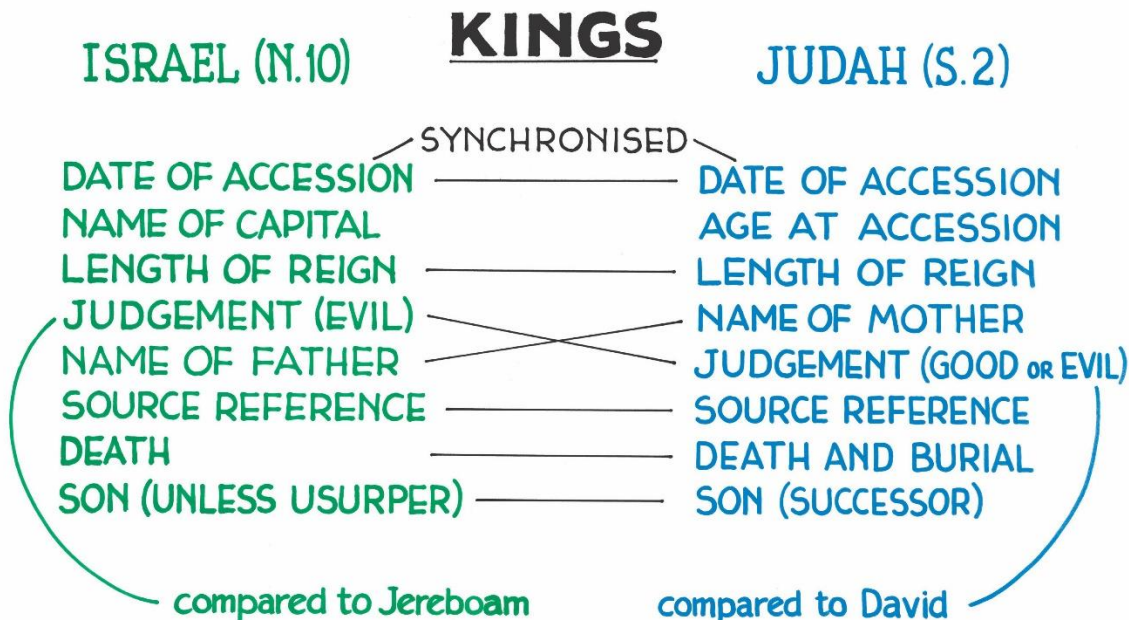 KINGS
ISRAEL (N.10)
JUDAH (S.2)
SYNCHRONISED
DATE OF ACCESSION
NAME OF CAPITAL
LENGTH OF REIGN
JUDGEMENT (EVIL)
NAME OF FATHER
SOURCE REFERENCE
DEATH
SON (UNLESS USURPER)
compared to Jereboam
DATE OF ACCESSION
AGE AT ACCESSION
LENGTH OF REIGN
NAME OF MOTHER
JUDGEMENT (GOOD OR EVIL)
SOURCE REFERENCE
DEATH AND BURIAL
SON (SUCCESSOR)
compared to David